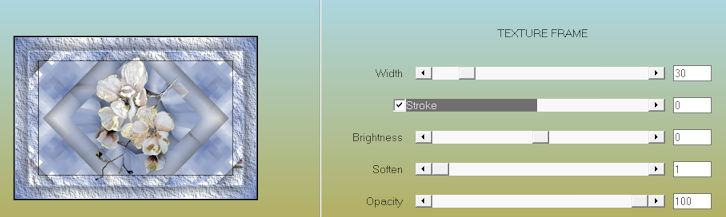 TEXTURE FRAME
Width 30
Stroke 0
Brightness 0
Soften 1
Opacity 100